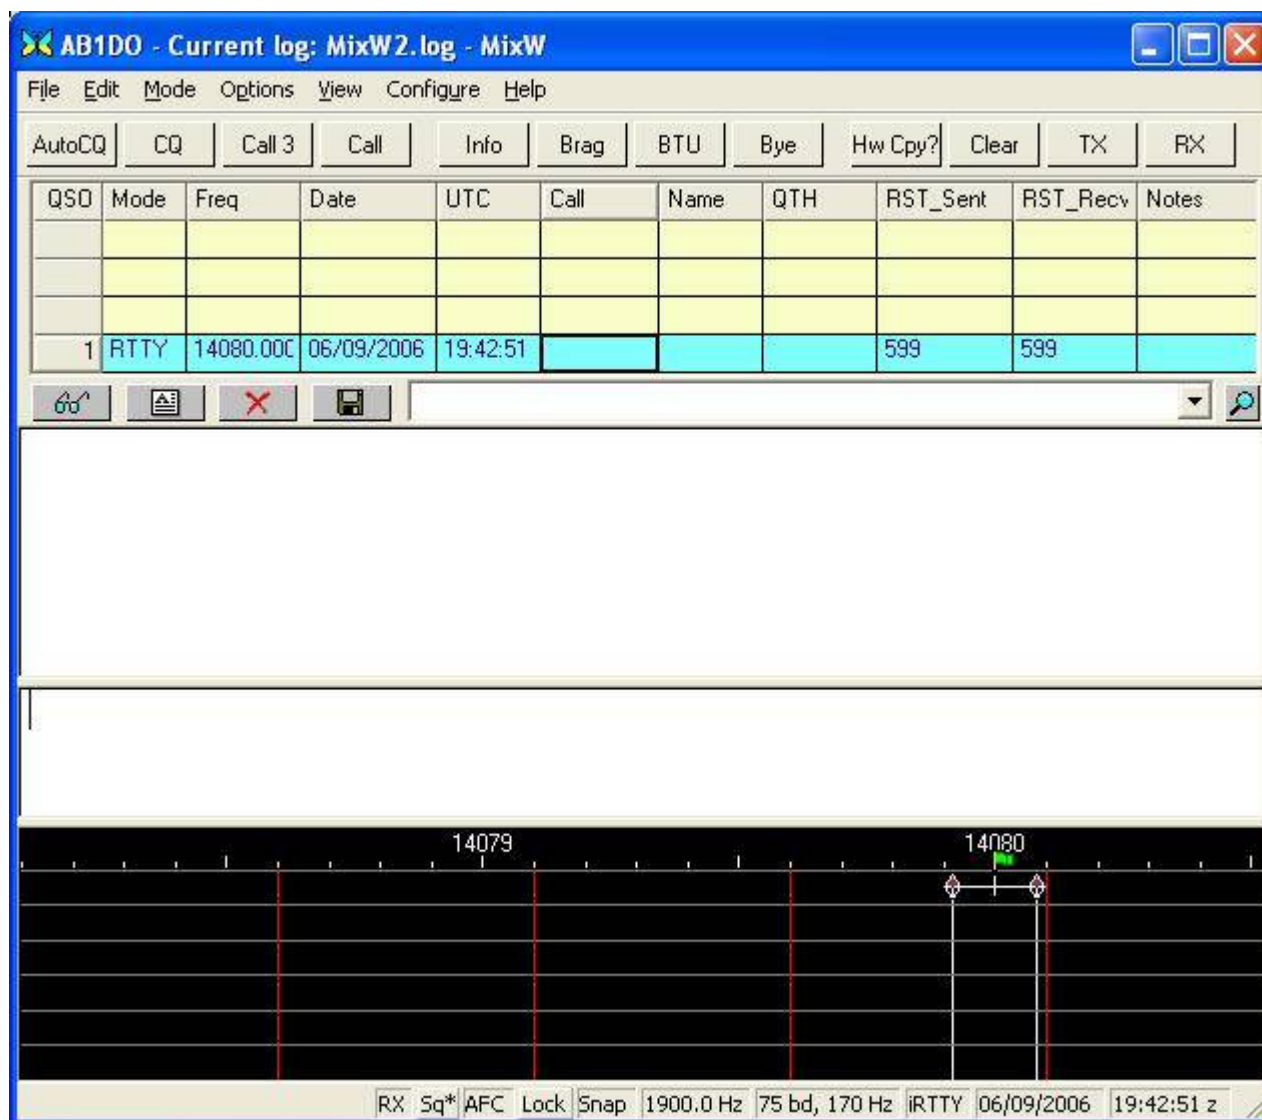 AB1DO - Current log: MixW2.log - MixW
File Edit Mode Options View Configure Help
AutoCQ CQ Call 3 Call Info Brag BTU Bye Hw Cpy? Clear TX RX
QSO Mode Freq Date UTC Call Name QTH RST_Sent RST_Recv Notes
1 RTTY 14080.000 06/09/2006 19:42:51 599 599
14079 14080
RX Sq* AFC Lock Snap 1900.0 Hz 75 bd, 170 Hz iRTTY 06/09/2006 19:42:51 z